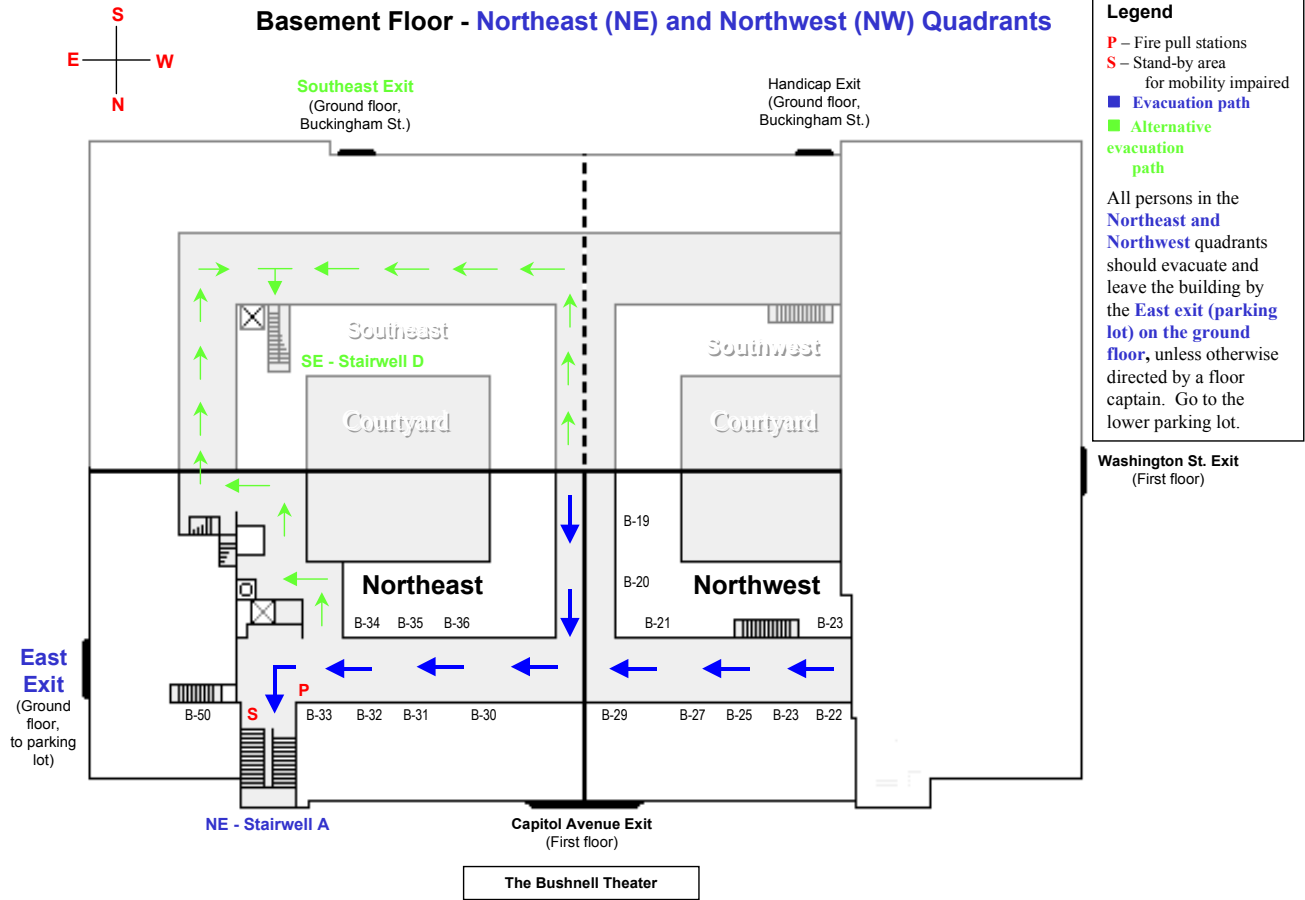 Basement Floor - Northeast (NE) and Northwest (NW) Quadrants
S
E
W
N
Southeast Exit
(Ground floor,
Buckingham St.)
Handicap Exit
(Ground floor,
Buckingham St.)
Legend
P – Fire pull stations
S – Stand-by area
for mobility impaired
Evacuation path
Alternative
evacuation
path
All persons in the
Northeast and
Northwest quadrants
should evacuate and
leave the building by
the East exit (parking
lot) on the ground
floor, unless otherwise
directed by a floor
captain. Go to the
lower parking lot.
Southeast
SE - Stairwell D
Southwest
Courtyard
Courtyard
Washington St. Exit
(First floor)
B-19
B-20
Northeast
Northwest
B-34 B-35 B-36
B-21
B-23
East
Exit
(Ground
floor,
to parking
lot)
P
S
B-50
B-33 B-32 B-31 B-30
B-29 B-27 B-25 B-23 B-22
NE - Stairwell A
Capitol Avenue Exit
(First floor)
The Bushnell Theater